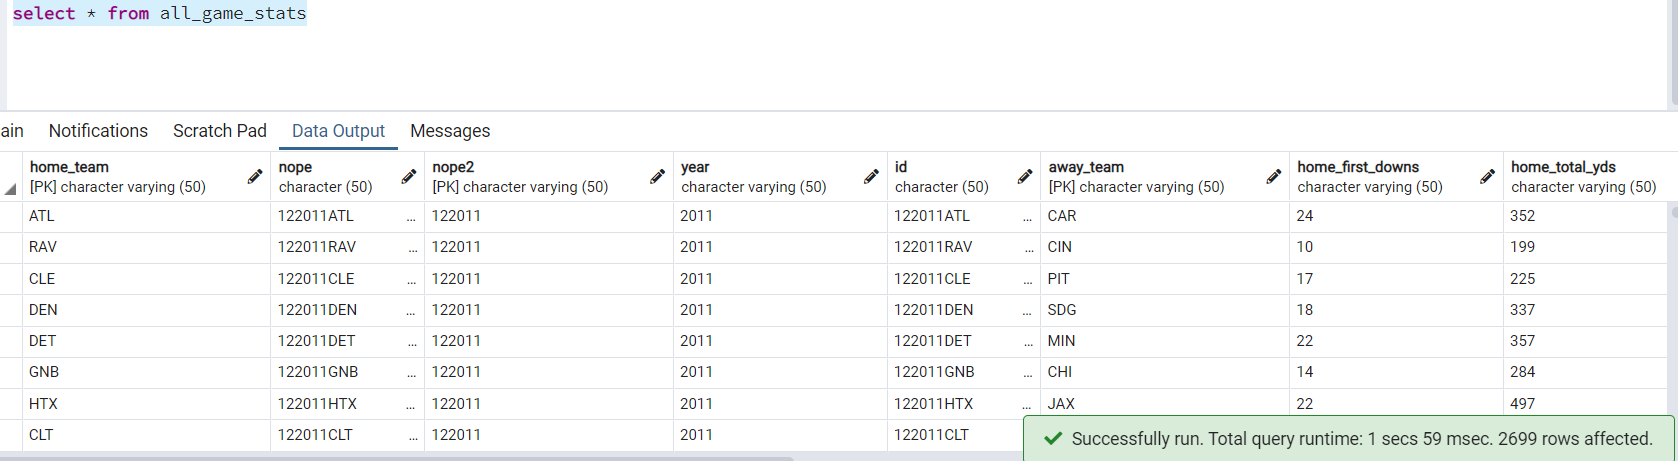 select * from all_game_stats
ain Notifications Scratch Pad Data Output Messages
home_team nope nope2 year id away_team home_first_downs home_total_yds
[PK] character varying (50) character (50) [PK] character varying (50) character varying (50) character (50) [PK] character varying (50) character varying (50) character varying (50)
ATL 122011ATL ... 122011 2011 122011ATL ... CAR 24 352
RAV 122011RAV ... 122011 2011 122011RAV ... CIN 10 199
CLE 122011CLE ... 122011 2011 122011CLE ... PIT 17 225
DEN 122011DEN ... 122011 2011 122011DEN ... SDG 18 337
DET 122011DET ... 122011 2011 122011DET ... MIN 22 357
GNB 122011GNB ... 122011 2011 122011GNB ... CHI 14 284
HTX 122011HTX ... 122011 2011 122011HTX ... JAX 22 497
CLT 122011CLT ... 122011 2011 122011CLT
Successfully run. Total query runtime: 1 secs 59 msec. 2699 rows affected.